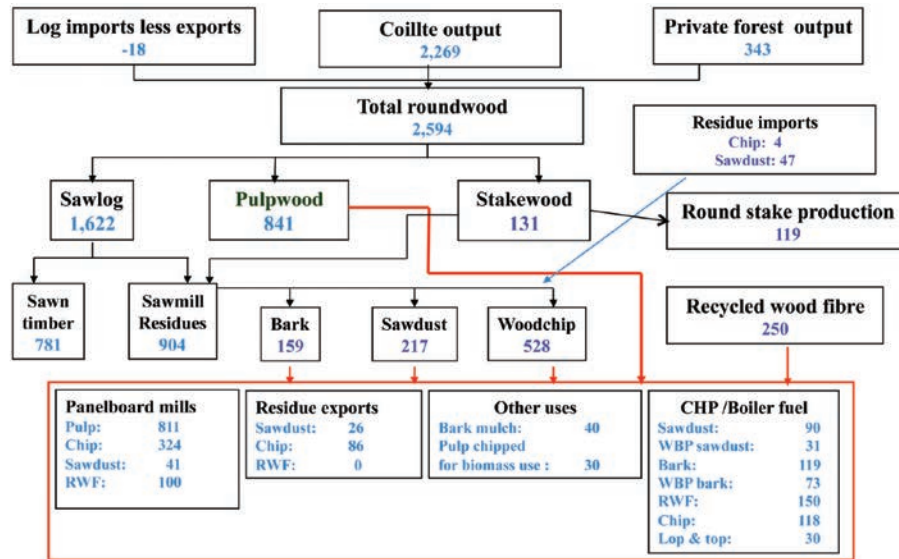 Log imports less exports
-18
Coillte output
2,269
Private forest output
343
Total roundwood
2,594
Residue imports
Chip: 4
Sawdust: 47
Sawlog
1,622
Pulpwood
841
Stakewood
131
Round stake production
119
Sawn
timber
781
Sawmill
Residues
904
Bark
159
Sawdust
217
Woodchip
528
Recycled wood fibre
250
Panelboard mills
Pulp: 811
Chip: 324
Sawdust: 41
RWF: 100
Residue exports
Sawdust: 26
Chip: 86
RWF: 0
Other uses
Bark mulch: 40
Pulp chipped
for biomass use : 30
CHP /Boiler fuel
Sawdust: 90
WBP sawdust: 31
Bark: 119
WBP bark: 73
RWF: 150
Chip: 118
Lop & top: 30